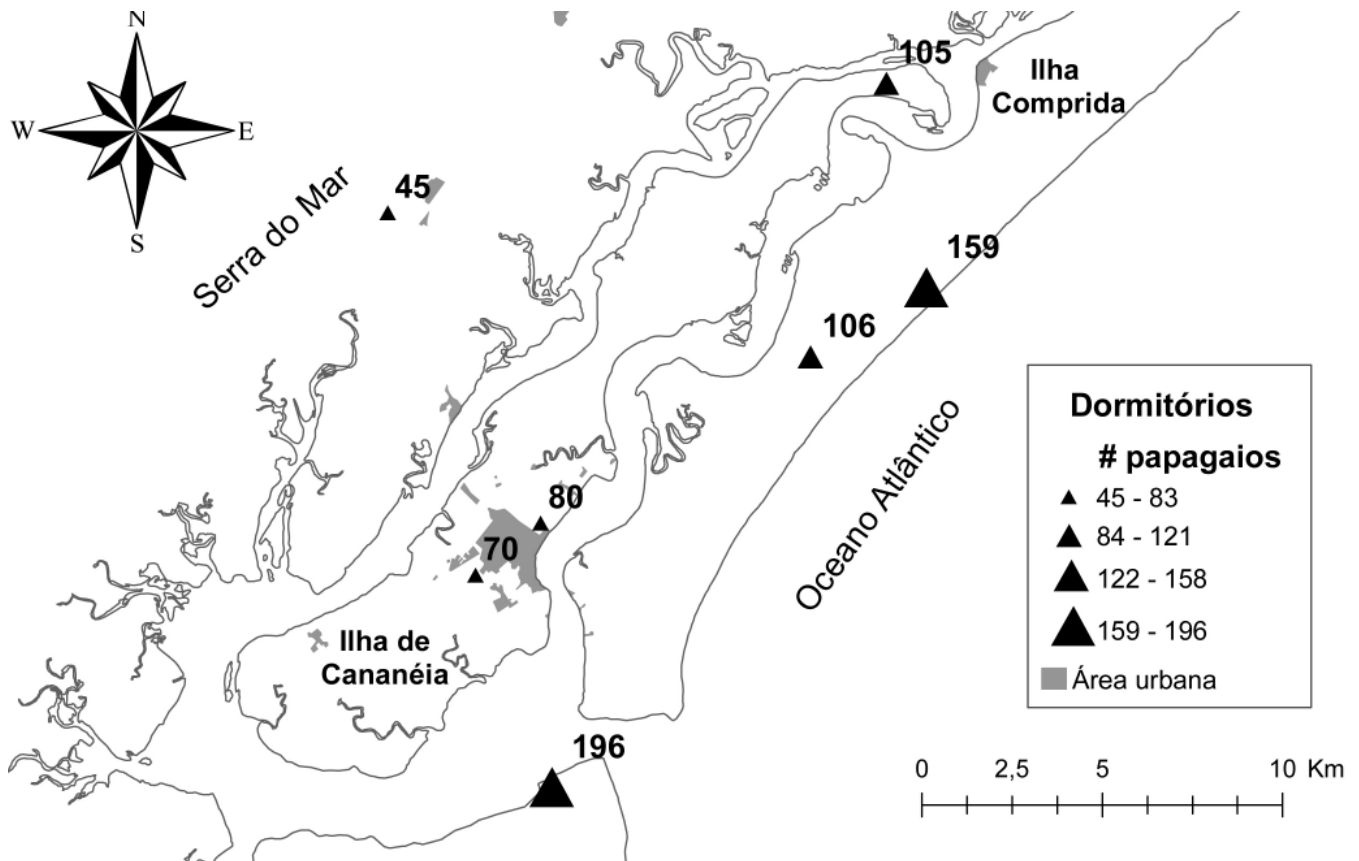 N
W
E
S
Serra do Mar
45
105
Ilha
Comprida
159
106
Oceano Atlântico
80
70
Ilha de
Cananéia
196
Dormitórios
# papagaios
45 - 83
84 - 121
122 - 158
159 - 196
Área urbana
0 2,5 5 10 Km